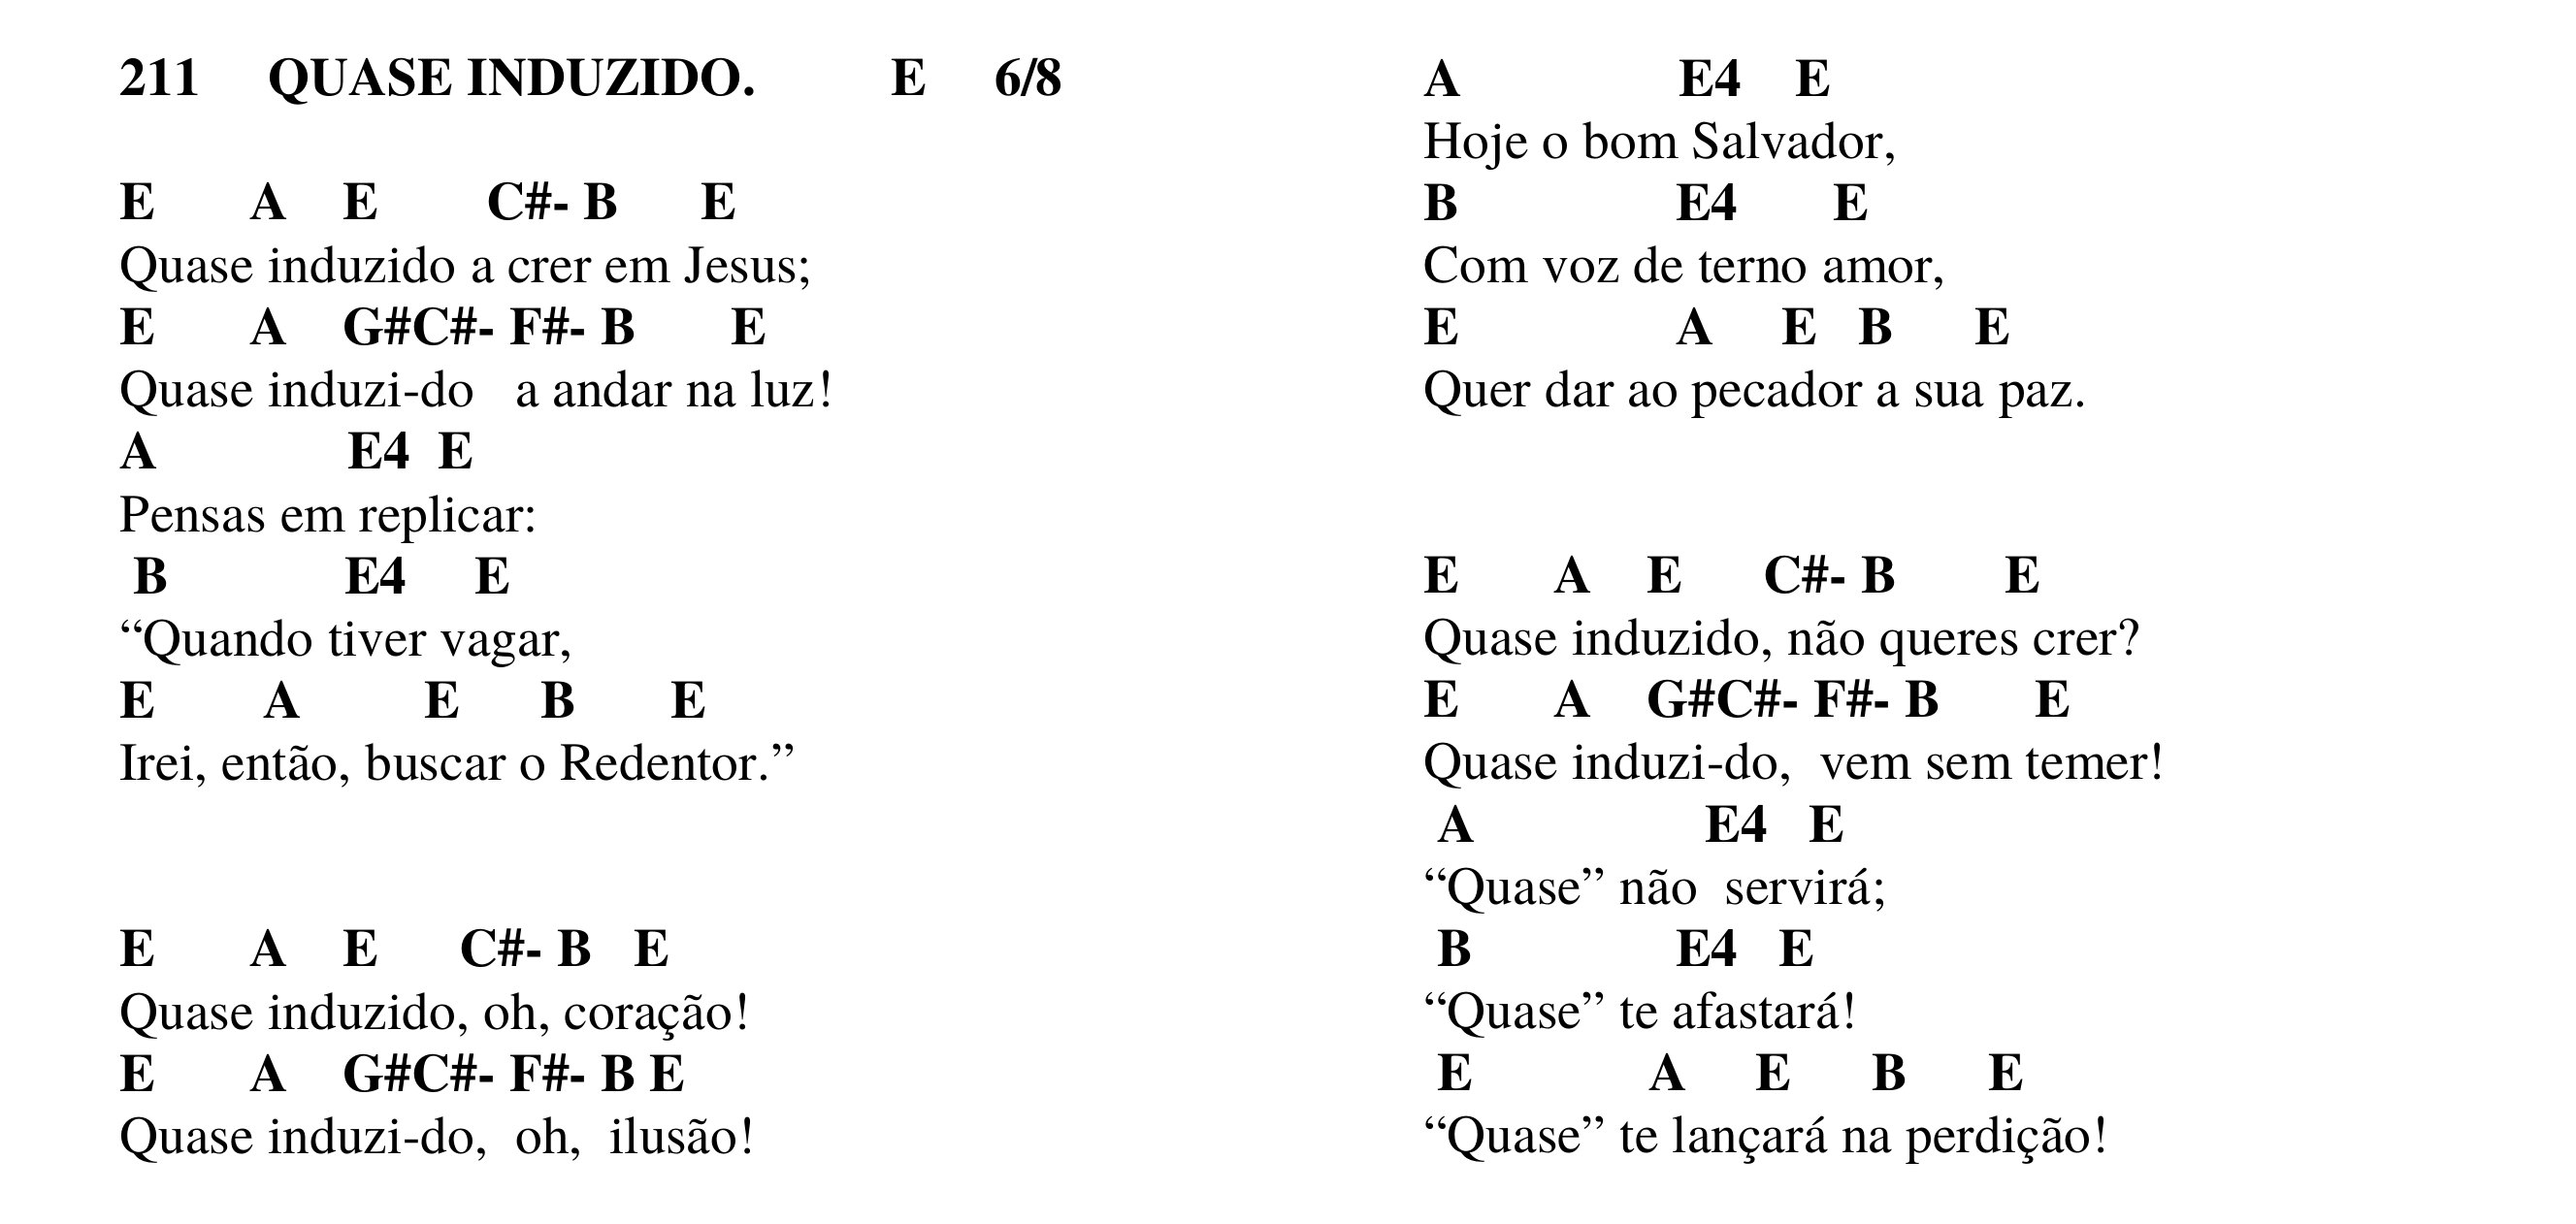 211 QUASE INDUZIDO. E 6/8
E A E C#- B E
Quase induzido a crer em Jesus;
E A G#C#- F#- B E
Quase induzi-do a andar na luz!
A E4 E
Pensas em replicar:
B E4 E
“Quando tiver vagar,
E A E B E
Irei, então, buscar o Redentor.”
E A E C#- B E
Quase induzido, oh, coração!
E A G#C#- F#- B E
Quase induzi-do, oh, ilusão!
A E4 E
Hoje o bom Salvador,
B E4 E
Com voz de terno amor,
E A E B E
Quer dar ao pecador a sua paz.
E A E C#- B E
Quase induzido, não queres crer?
E A G#C#- F#- B E
Quase induzi-do, vem sem temer!
A E4 E
“Quase” não servirá;
B E4 E
“Quase” te afastará!
E A E B E
“Quase” te lançará na perdição!